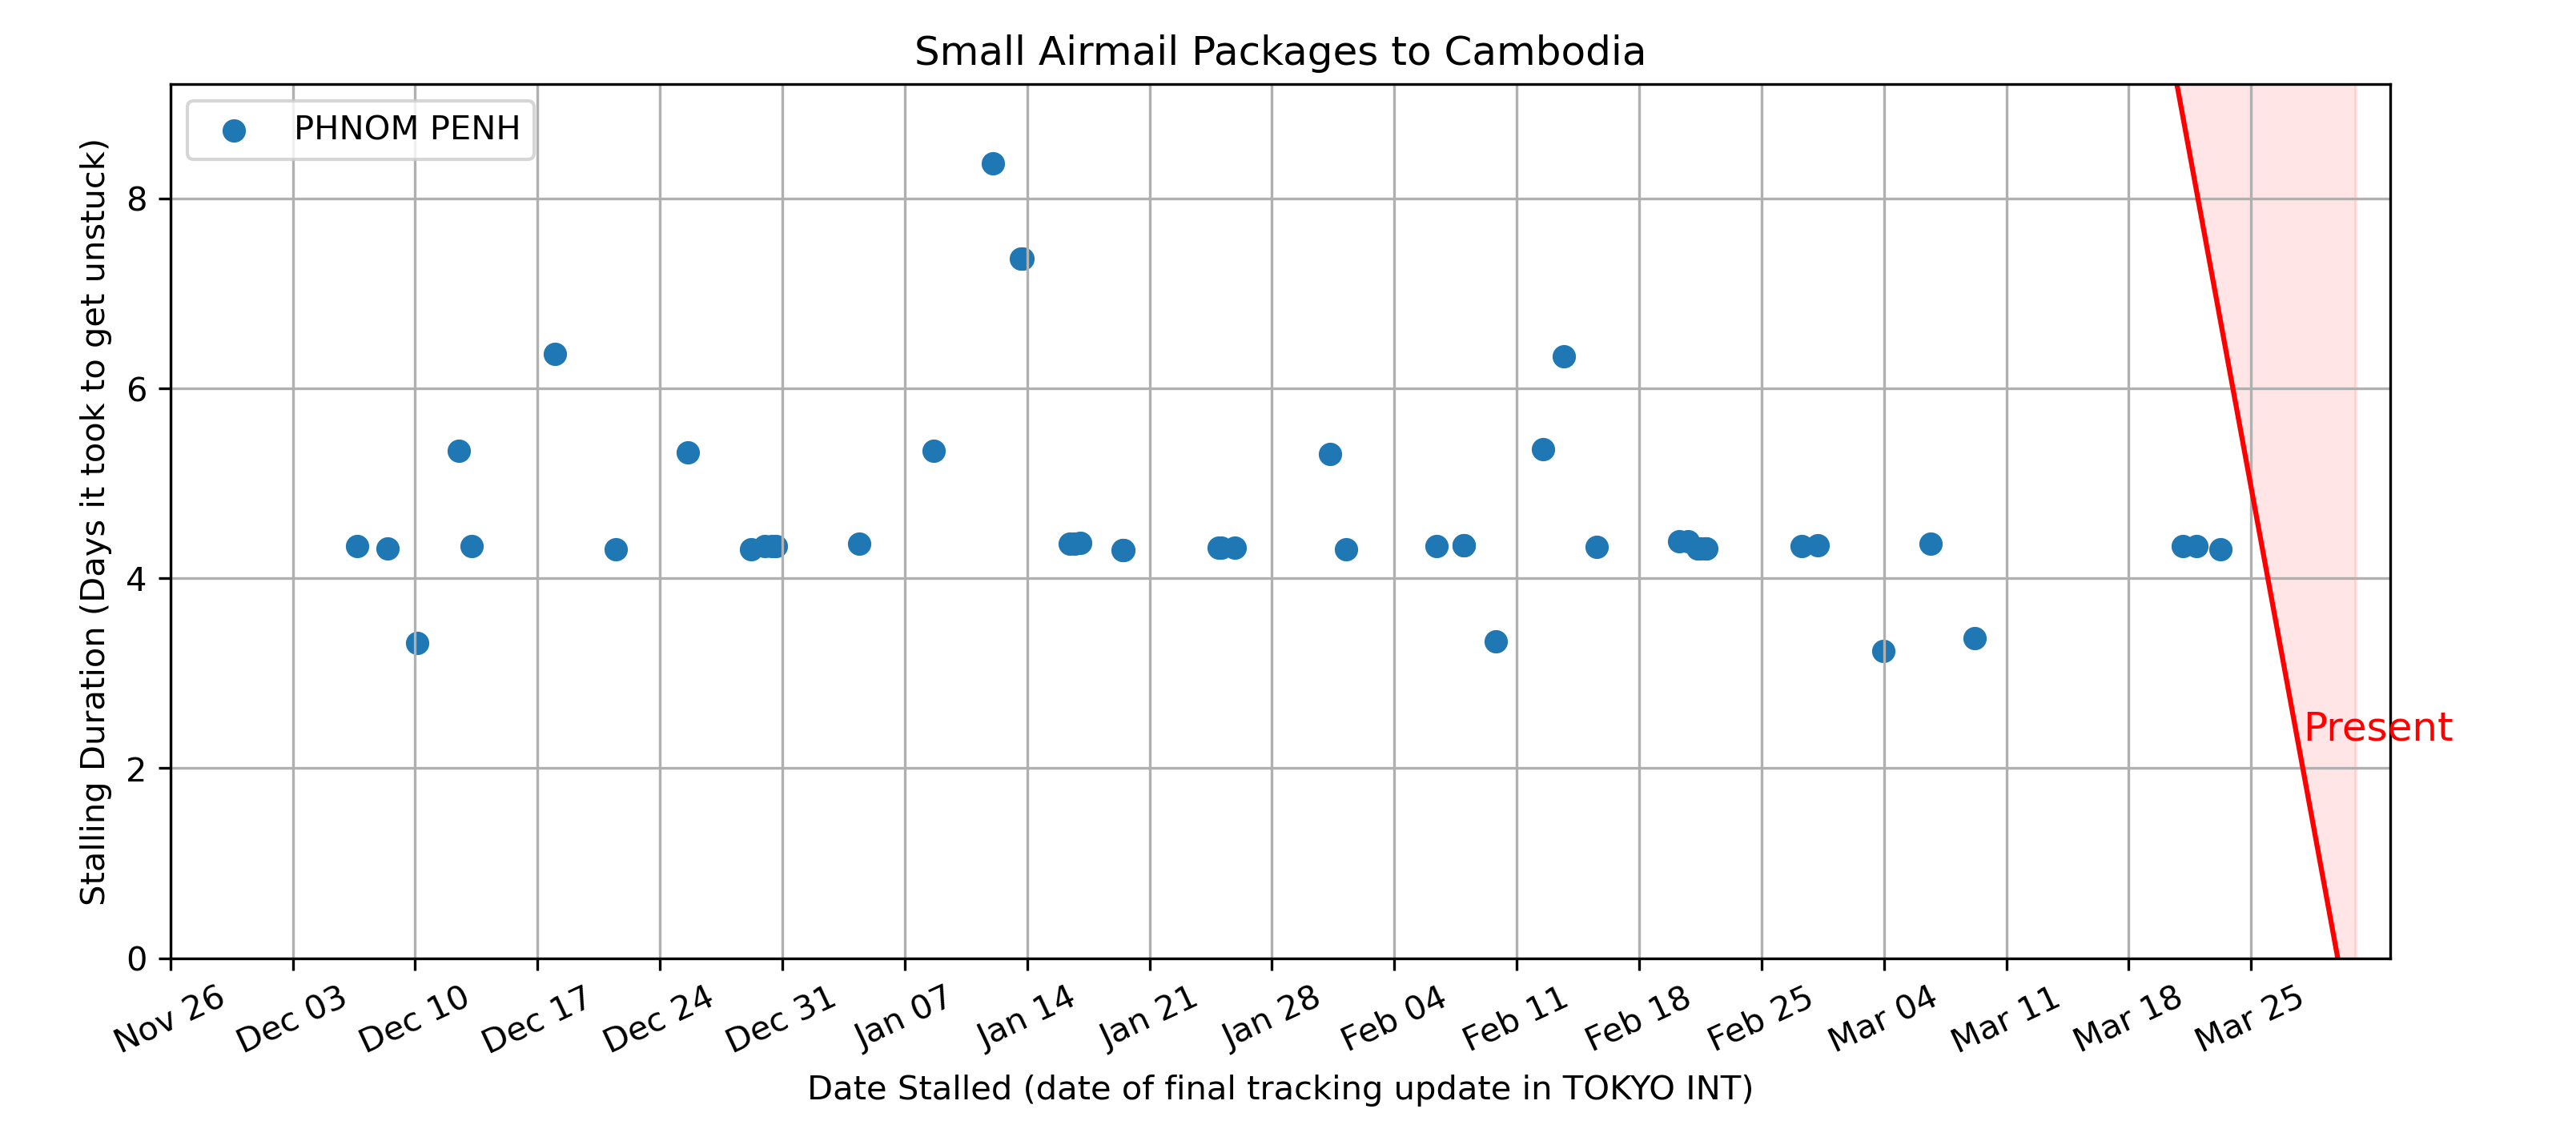 Small Airmail Packages to Cambodia
PHNOM PENH
Stalling Duration (Days it took to get unstuck)
8
6
4
2
0
Present
Nov 26
Dec 03
Dec 10
Dec 17
Dec 24
Dec 31
Jan 07
Jan 14
Jan 21
Jan 28
Feb 04
Feb 11
Feb 18
Feb 25
Mar 04
Mar 11
Mar 18
Mar 25
Date Stalled (date of final tracking update in TOKYO INT)